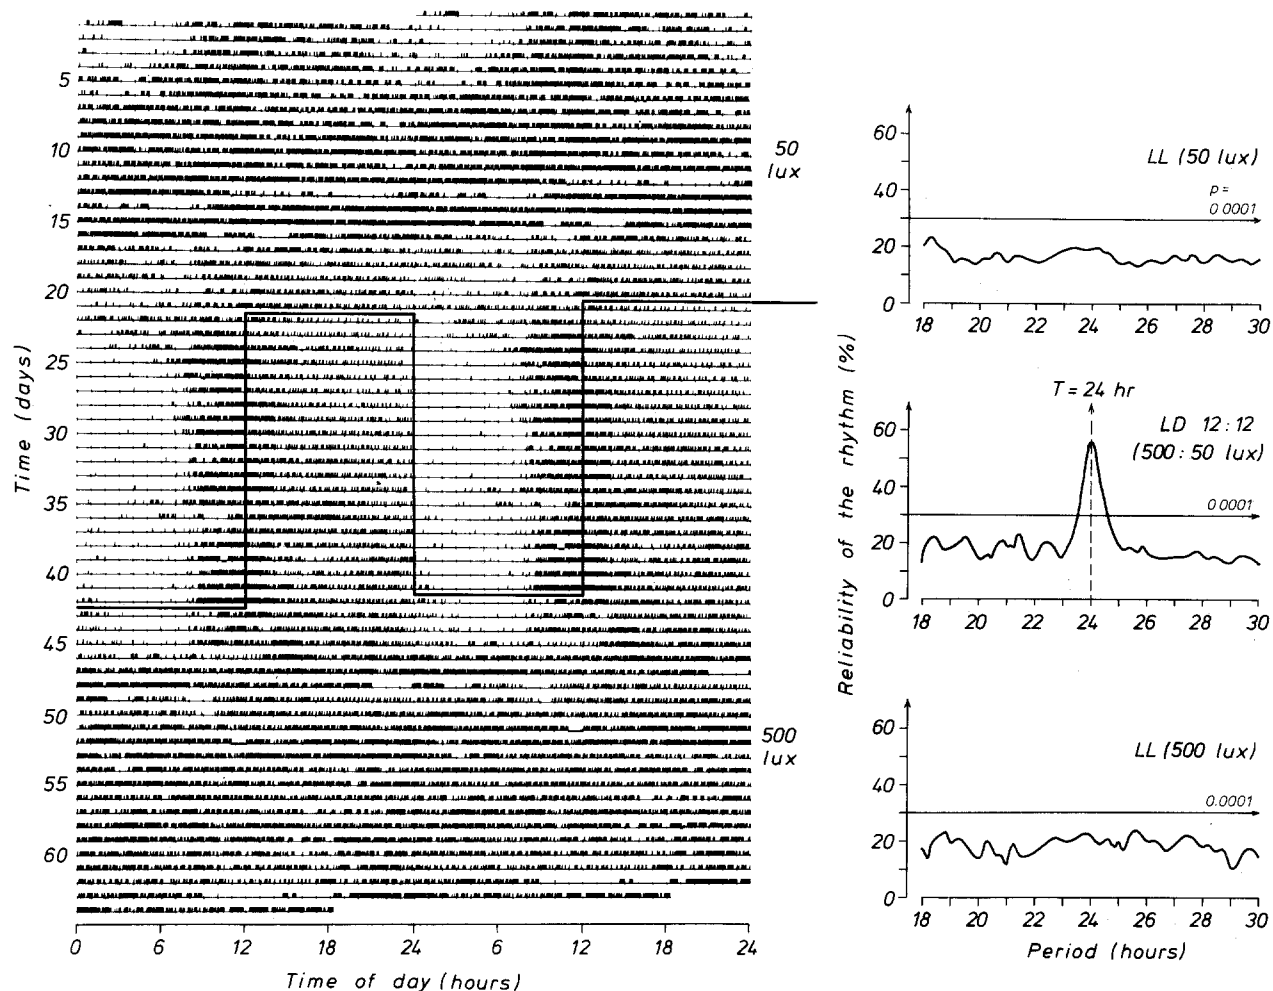 5
10
15
20
25
30
35
40
45
50
55
60
Time (days)
0 6 12 18 24 6 12 18 24
Time of day (hours)
50
lux
500
lux
60
40
20
0
LL (50 lux)
p =
0.0001
18 20 22 24 26 28 30
Reliability of the rhythm (%)
T = 24 hr
60
40
20
0
LD 12 : 12
(500 : 50 lux)
0.0001
18 20 22 24 26 28 30
60
40
20
0
LL (500 lux)
0.0001
18 20 22 24 26 28 30
Period (hours)